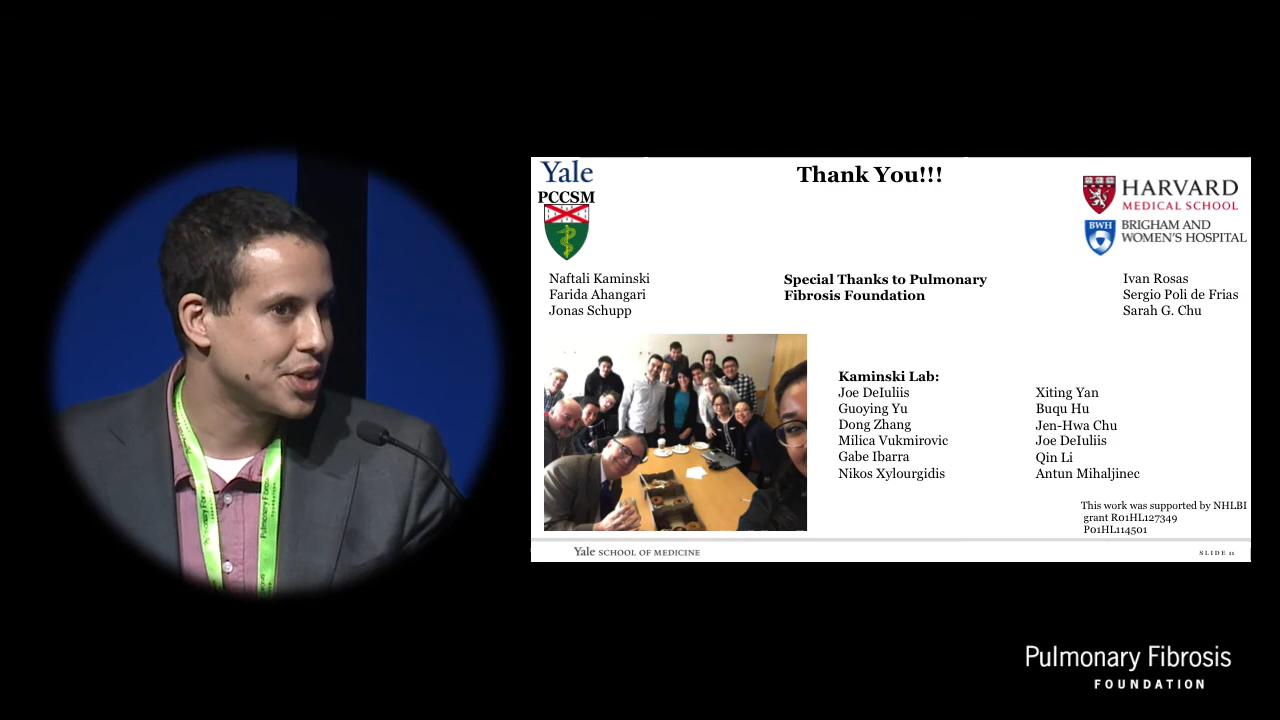 Yale
PCCSM
Thank You!!!
HARVARD
MEDICAL SCHOOL
BWH
BRIGHAM AND
WOMEN'S HOSPITAL
Naftali Kaminski
Farida Ahangari
Jonas Schupp
Special Thanks to Pulmonary
Fibrosis Foundation
Ivan Rosas
Sergio Poli de Frias
Sarah G. Chu
Kaminski Lab:
Joe DeIuliis
Guoying Yu
Dong Zhang
Milica Vukmirovic
Gabe Ibarra
Nikos Xylourgidis
Xiting Yan
Buqu Hu
Jen-Hwa Chu
Joe DeIuliis
Qin Li
Antun Mihaljinec
This work was supported by NHLBI
grant R01HL127349
P01HL114501
Yale SCHOOL OF MEDICINE
SLIDE 11
Pulmonary Fibrosis
FOUNDATION